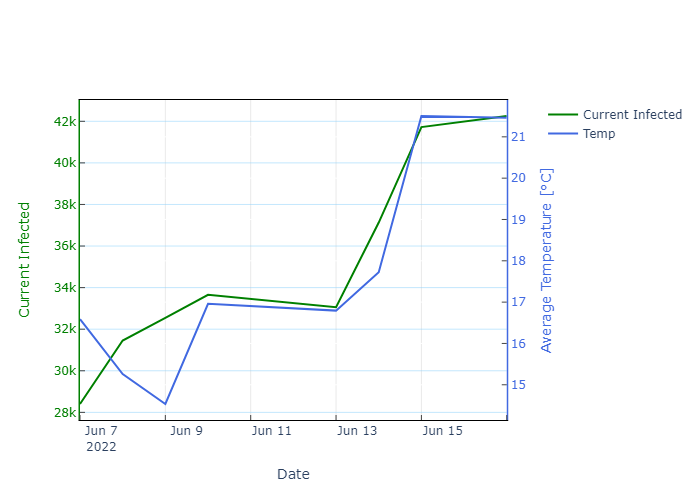 Current Infected
Temp
42k
40k
38k
36k
34k
32k
30k
28k
Current Infected
21
20
19
18
17
16
15
Average Temperature [°C]
Jun 7 Jun 9 Jun 11 Jun 13 Jun 15
2022
Date